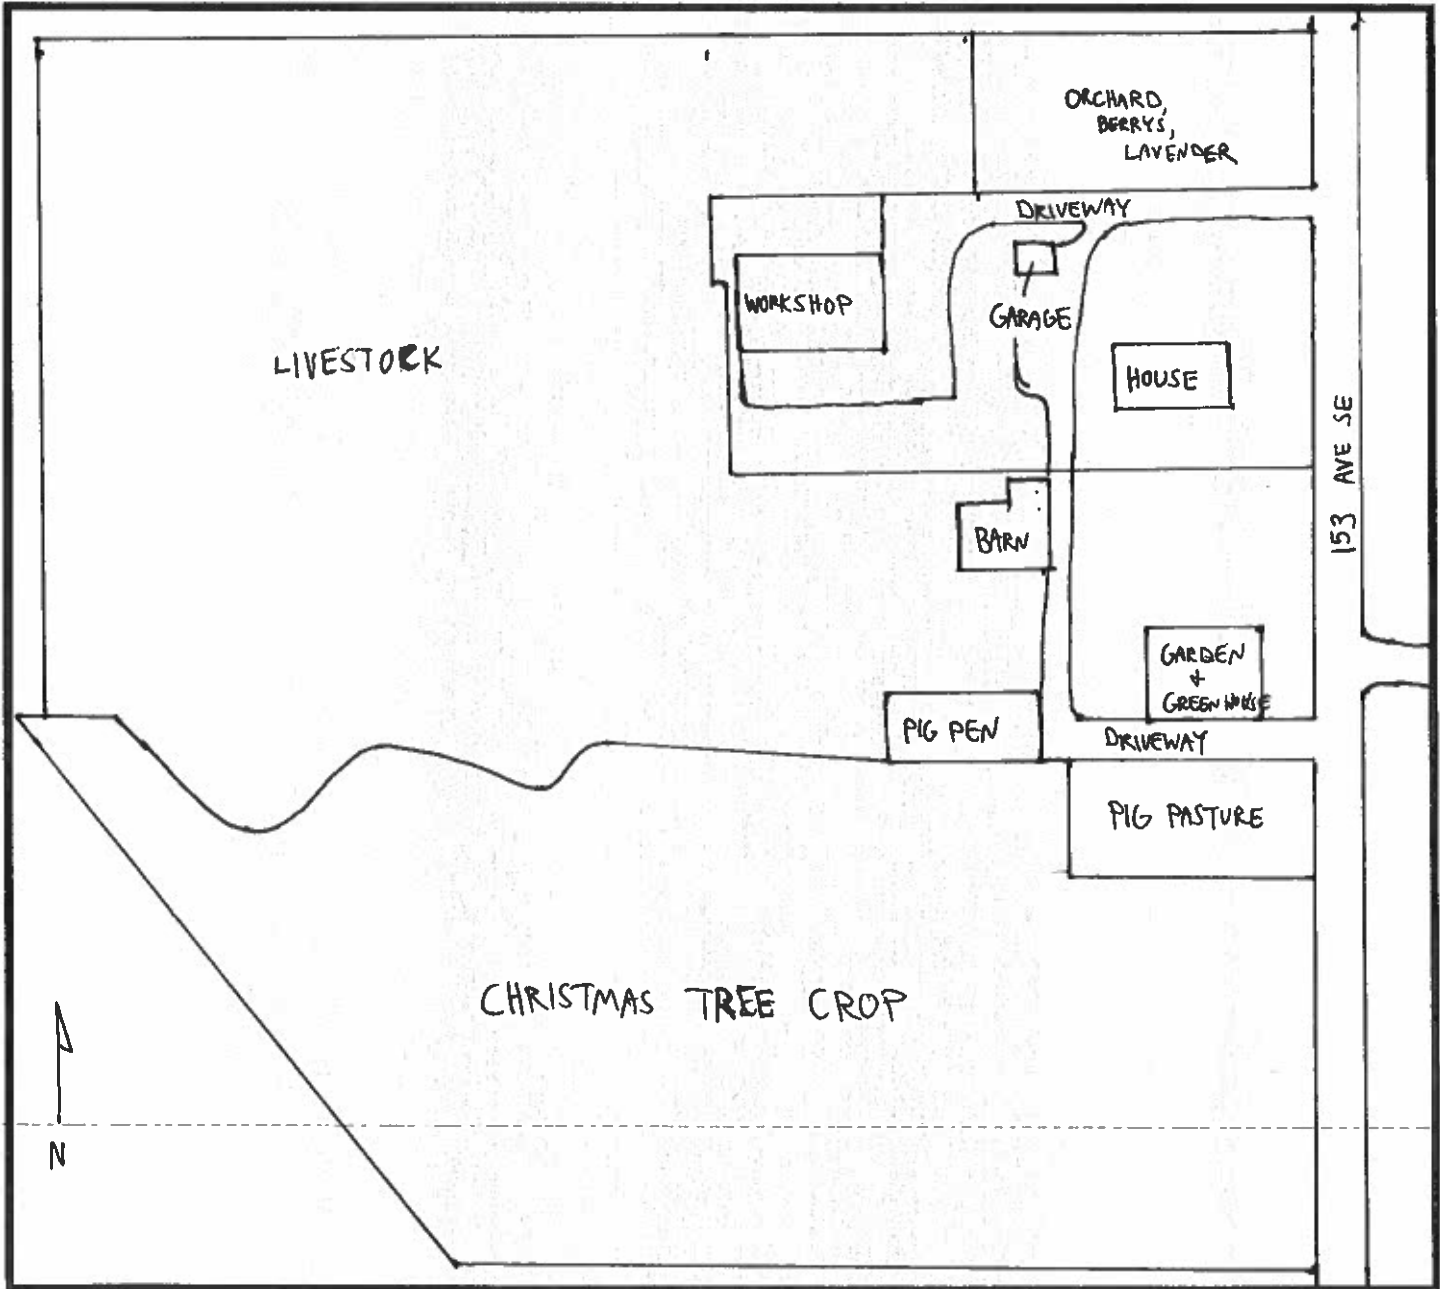 ORCHARD,
BERRYS,
LAVENDER
DRIVEWAY
WORKSHOP
GARAGE
LIVESTOCK
HOUSE
153 AVE SE
BARN
GARDEN
+
GREEN HOUSE
PIG PEN
DRIVEWAY
PIG PASTURE
CHRISTMAS TREE CROP
N